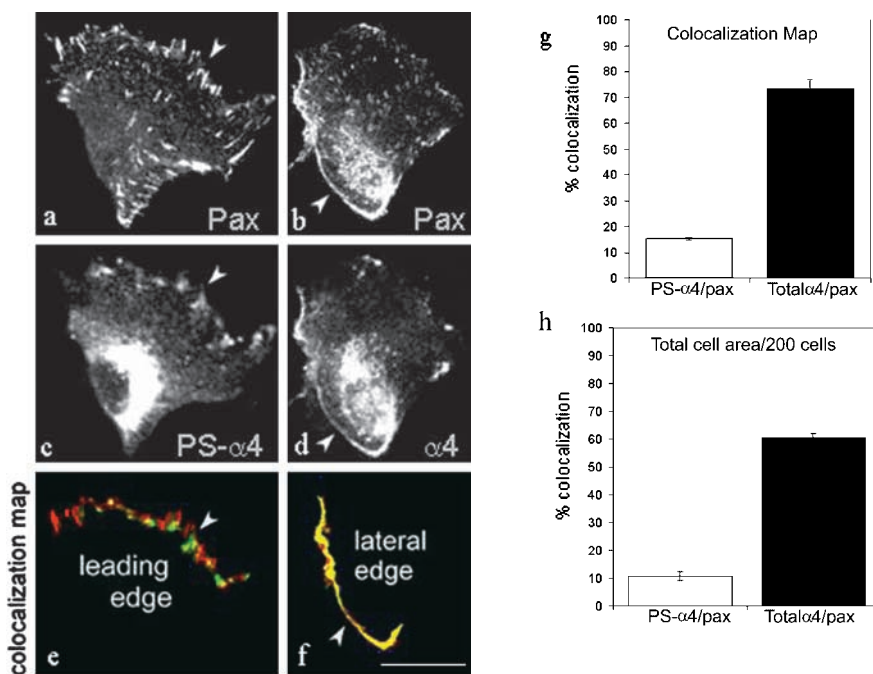 a
Pax
b
Pax
c
PS-α4
d
α4
colocalization map
leading
edge
e
lateral
edge
f
g
Colocalization Map
% colocalization
100
90
80
70
60
50
40
30
20
10
0
PS-α4/pax
Totalα4/pax
h
Total cell area/200 cells
% colocalization
100
90
80
70
60
50
40
30
20
10
0
PS-α4/pax
Totalα4/pax